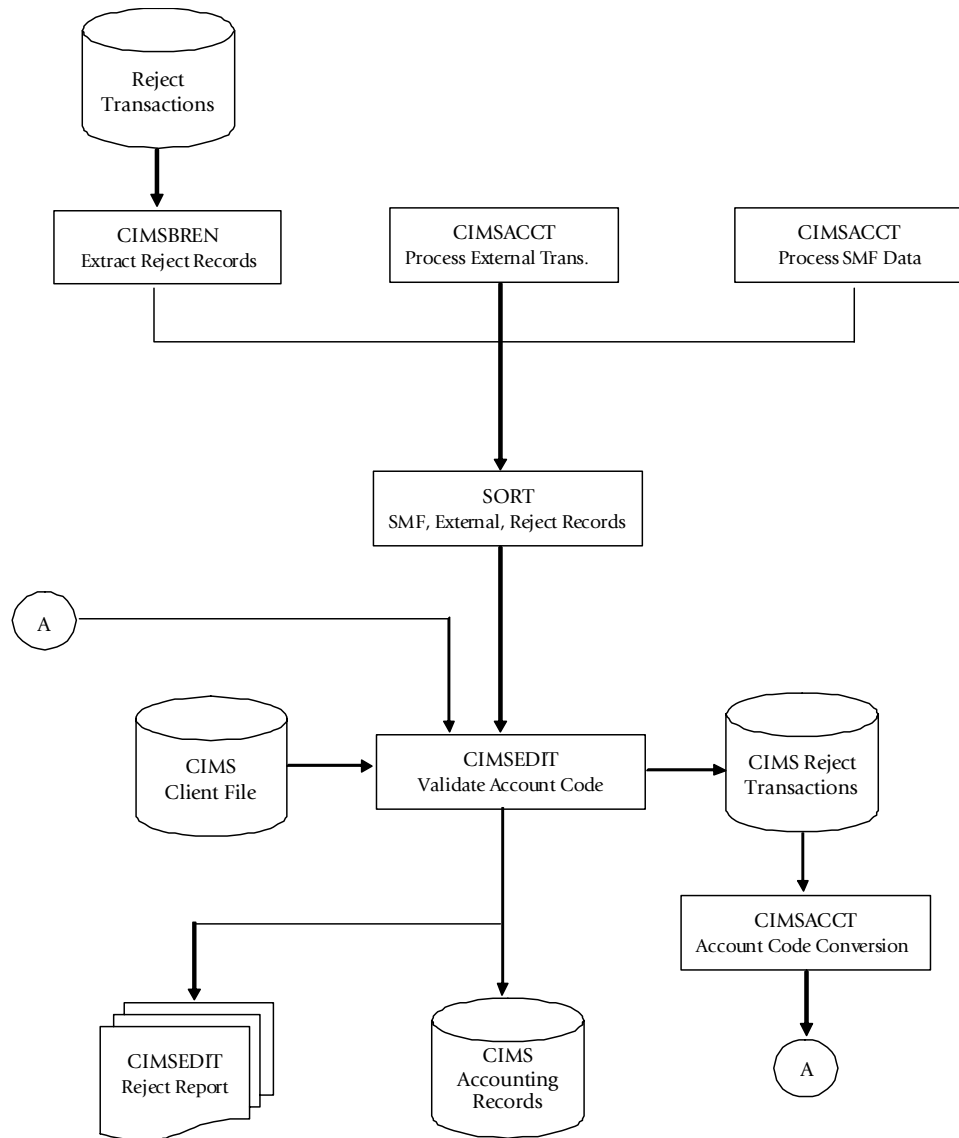 Reject
Transactions
CIMSBREN
Extract Reject Records
CIMSACCT
Process External Trans.
CIMSACCT
Process SMF Data
SORT
SMF, External, Reject Records
A
CIMS
Client File
CIMSEDIT
Validate Account Code
CIMS Reject
Transactions
CIMSACCT
Account Code Conversion
CIMSEDIT
Reject Report
CIMS
Accounting
Records
A